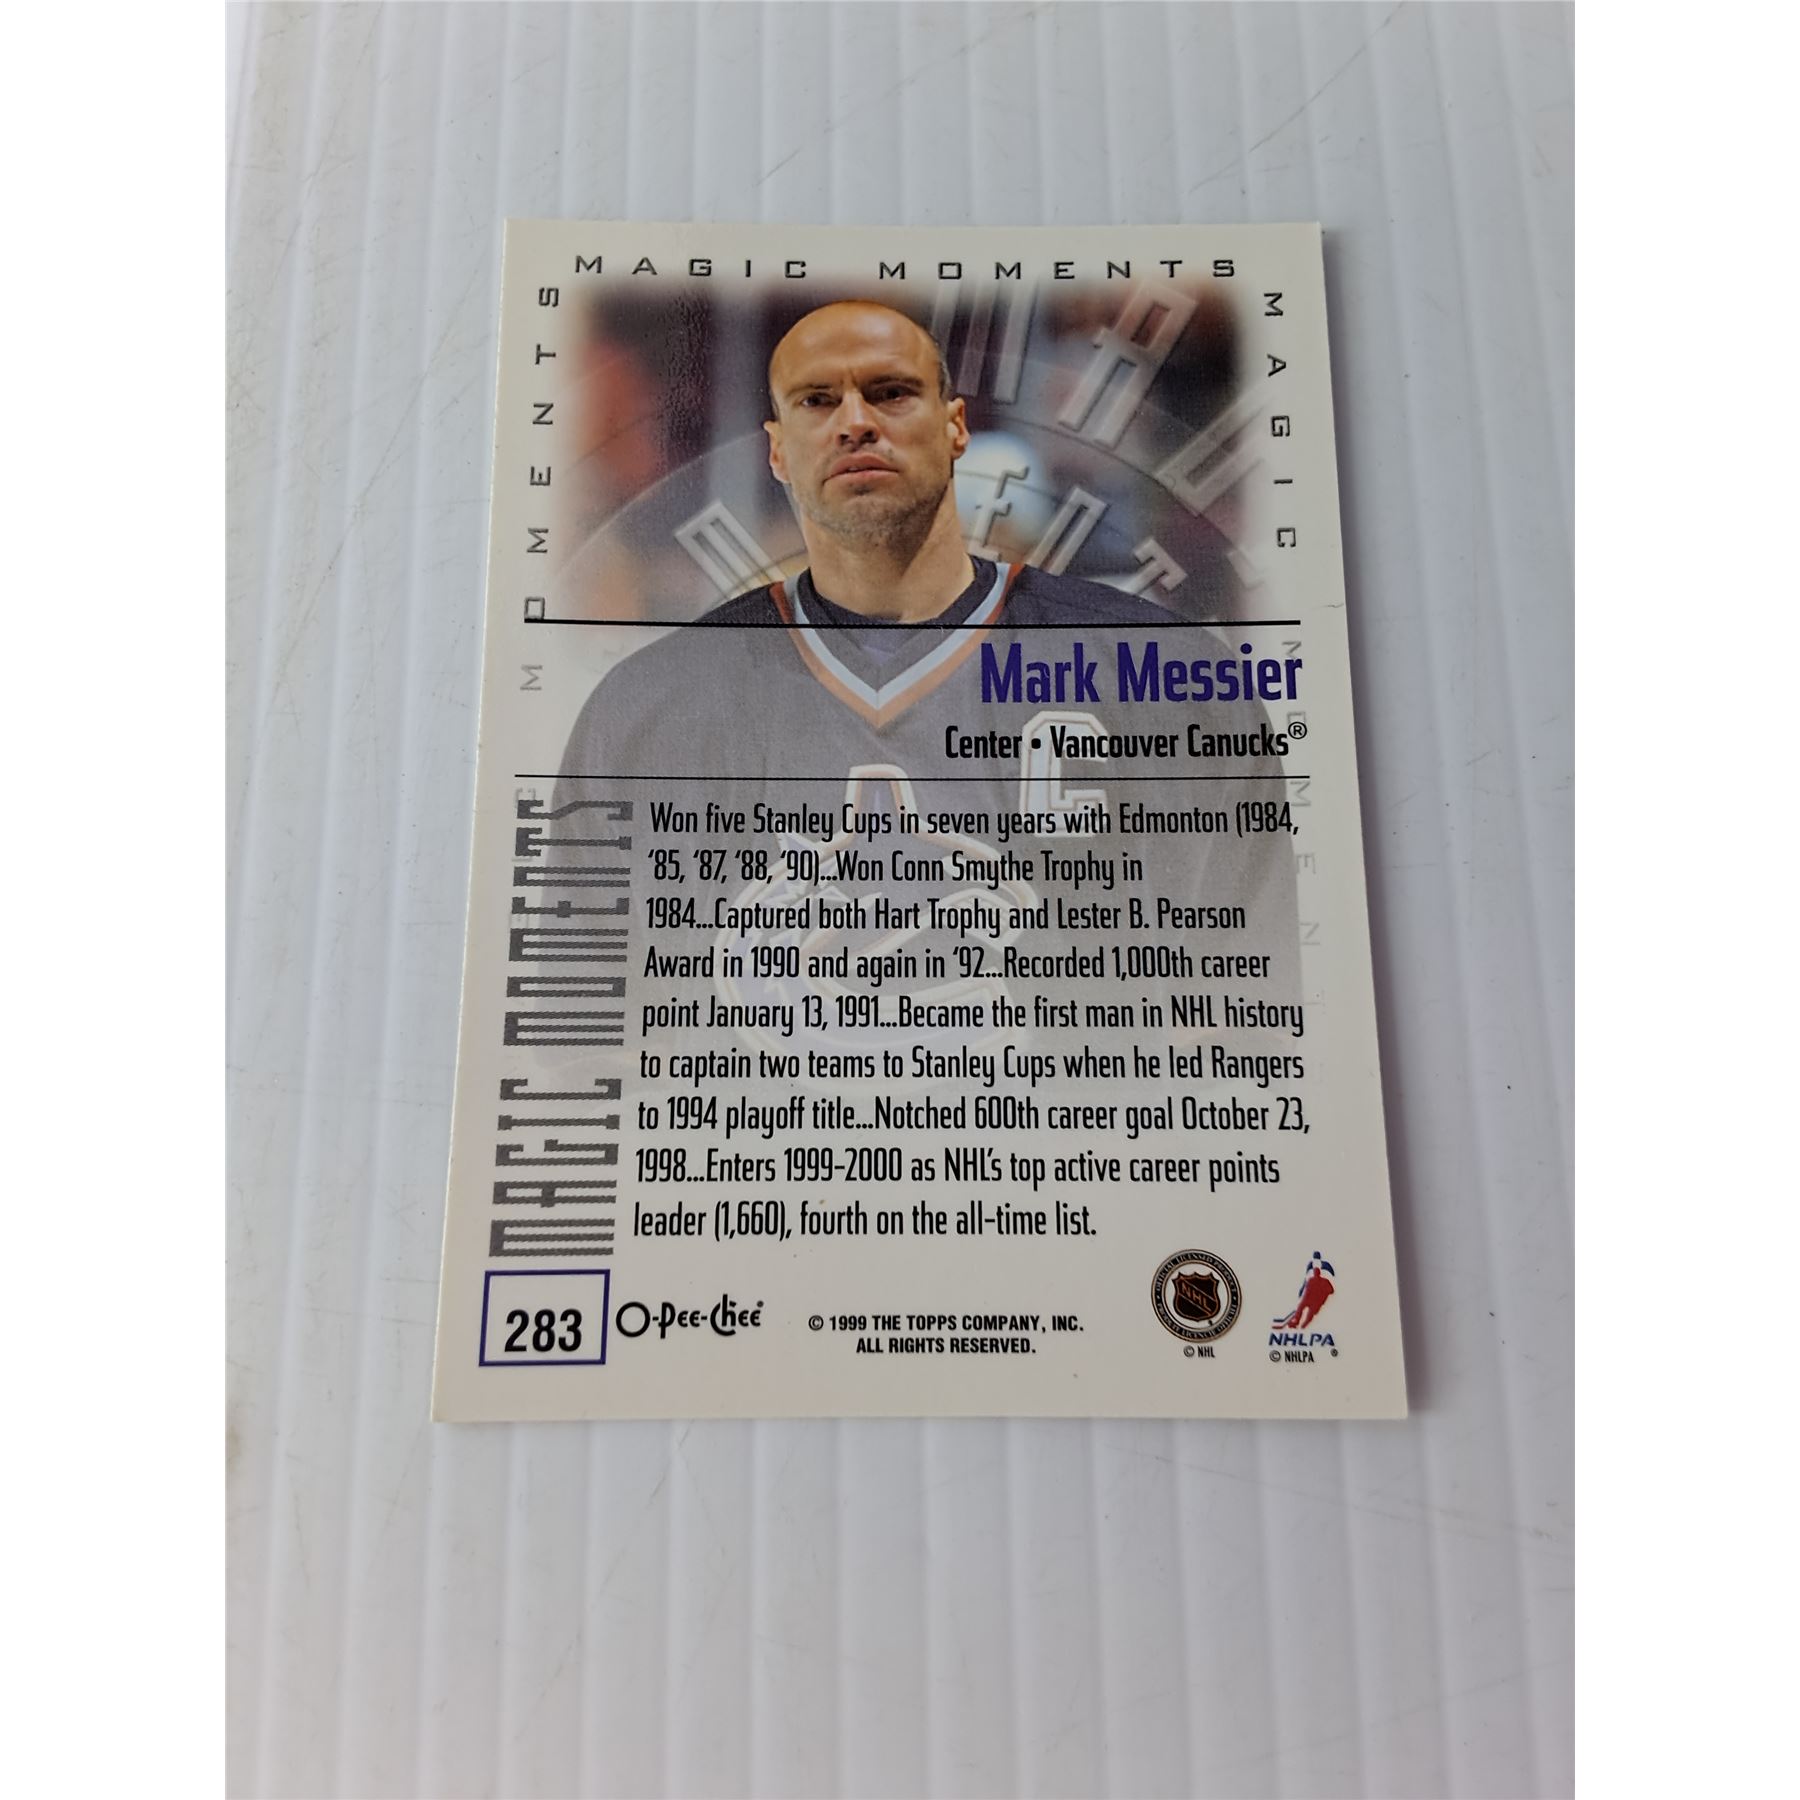 MAGIC MOMENTS
MAGIC MOMENTS
MAGIC MOMENTS
MAGIC MOMENTS
Mark Messier
Center • Vancouver Canucks®
C
MAGIC MOMENTS
Won five Stanley Cups in seven years with Edmonton (1984,
‘85, ‘87, ‘88, ‘90)...Won Conn Smythe Trophy in
1984...Captured both Hart Trophy and Lester B. Pearson
Award in 1990 and again in ‘92...Recorded 1,000th career
point January 13, 1991...Became the first man in NHL history
to captain two teams to Stanley Cups when he led Rangers
to 1994 playoff title...Notched 600th career goal October 23,
1998...Enters 1999-2000 as NHL’s top active career points
leader (1,660), fourth on the all-time list.
283
O-Pee-Chee
© 1999 THE TOPPS COMPANY, INC.
ALL RIGHTS RESERVED.
NHL
© NHL
NHLPA
© NHLPA ®